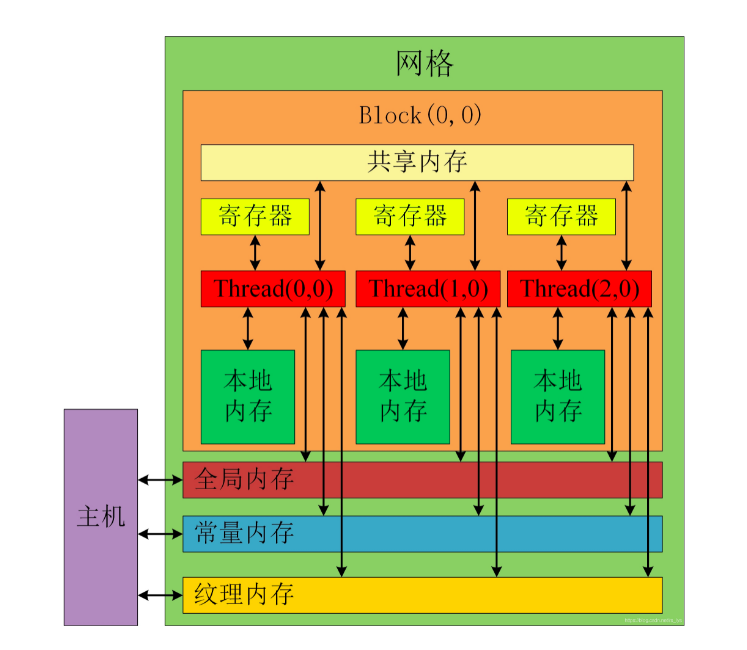 网格
Block(0,0)
共享内存
寄存器
寄存器
寄存器
Thread(0,0)
Thread(1,0)
Thread(2,0)
本地
内存
本地
内存
本地
内存
主机
全局内存
常量内存
纹理内存